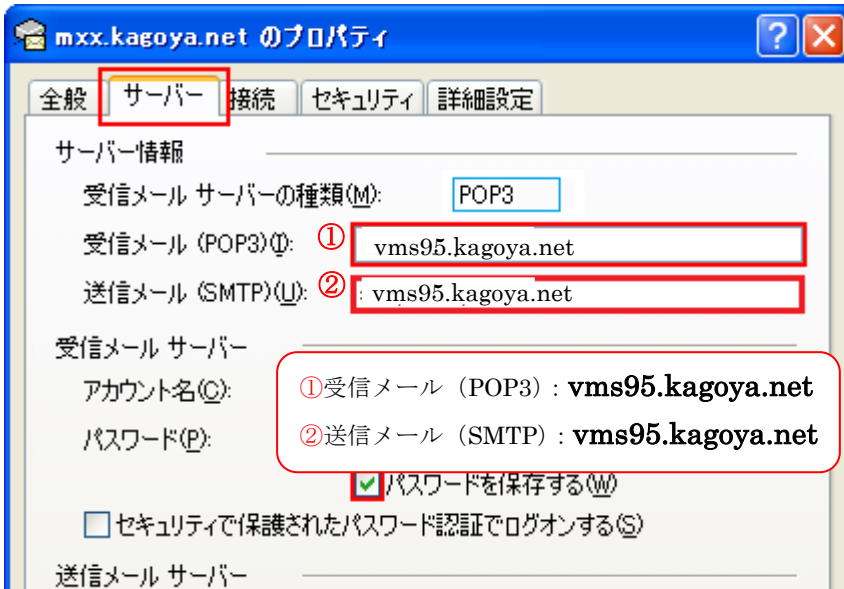 mxx.kagoya.net のプロパティ
全般 サーバー 接続 セキュリティ 詳細設定
サーバー情報
受信メール サーバーの種類(M): POP3
受信メール (POP3)(I): ① vms95.kagoya.net
送信メール (SMTP)(U): ② vms95.kagoya.net
受信メール サーバー
アカウント名(C):
①受信メール（POP3）: vms95.kagoya.net
パスワード(P):
②送信メール（SMTP）: vms95.kagoya.net
パスワードを保存する(W)
セキュリティで保護されたパスワード認証でログオンする(S)
送信メール サーバー